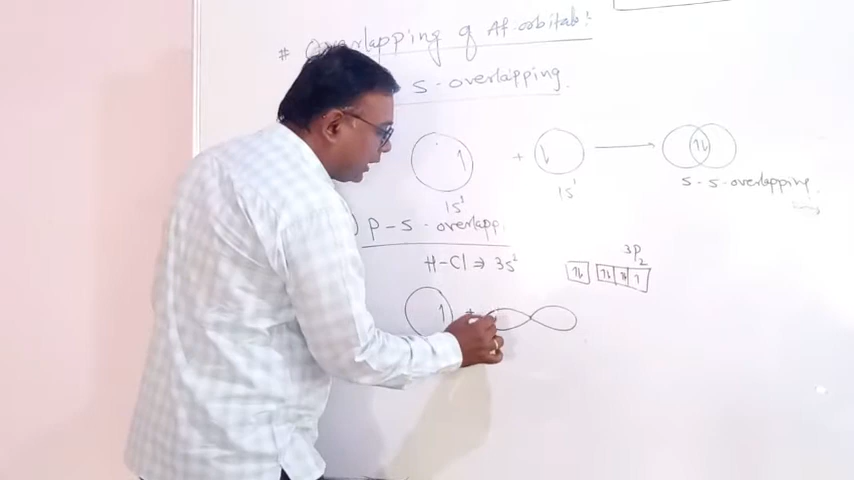 # Overlapping of At. orbitals:
S - overlapping.
+
1s¹
1s¹
S - S - overlapping.
) P - S - overlapp.
H-Cl ⇒ 3s²
3p
z
+